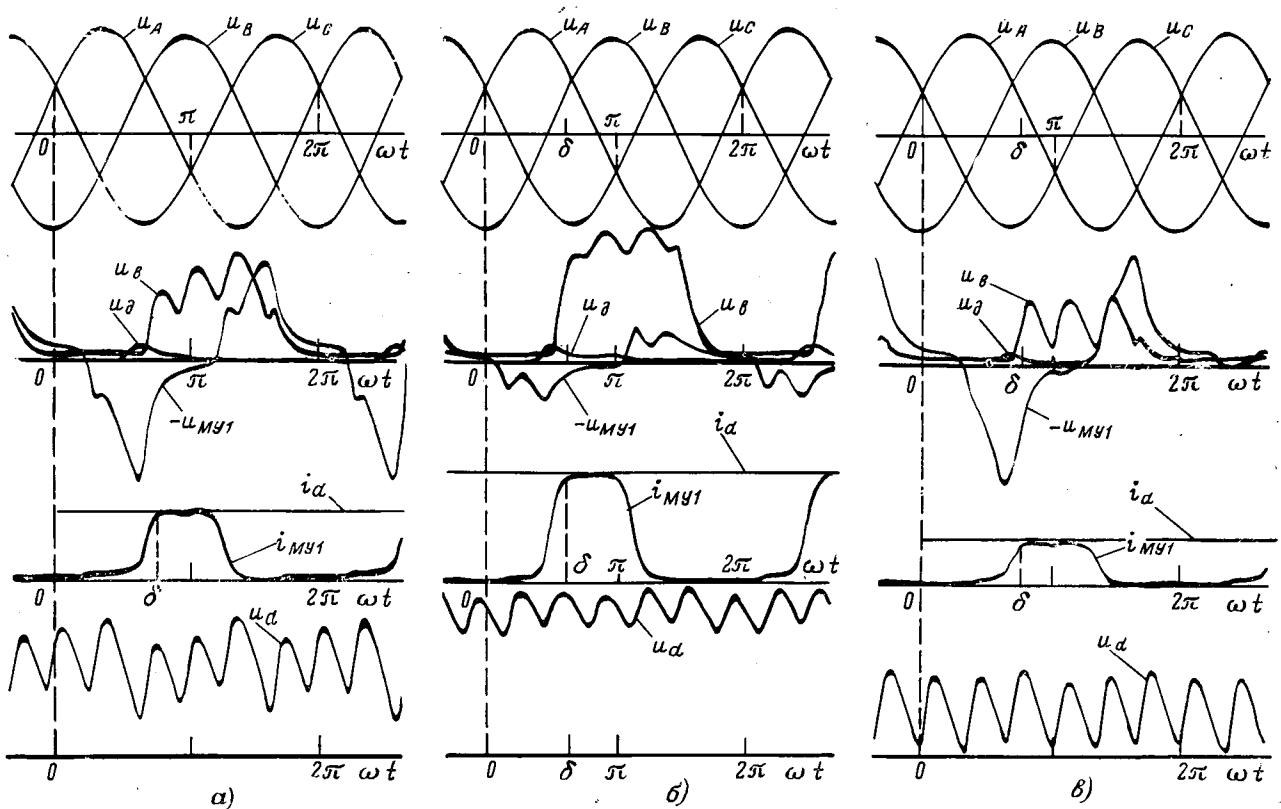 u_A u_B u_C
π
0 2π ωt
u_в
u_д
0 π 2π ωt
-u_МУ1
i_d
i_МУ1
0 δ 2π ωt
u_d
0 2π ωt
а)
u_A u_B u_C
π
0 δ 2π ωt
u_д u_в
0 δ π 2π ωt
-u_МУ1
i_d
i_МУ1
δ π 2π ωt
0
u_d
0 δ π 2π ωt
б)
u_A u_B u_C
π
0 δ 2π ωt
u_в
u_д
0 δ π 2π ωt
-u_МУ1
i_d
i_МУ1
0 δ 2π ωt
u_d
0 2π ωt
в)